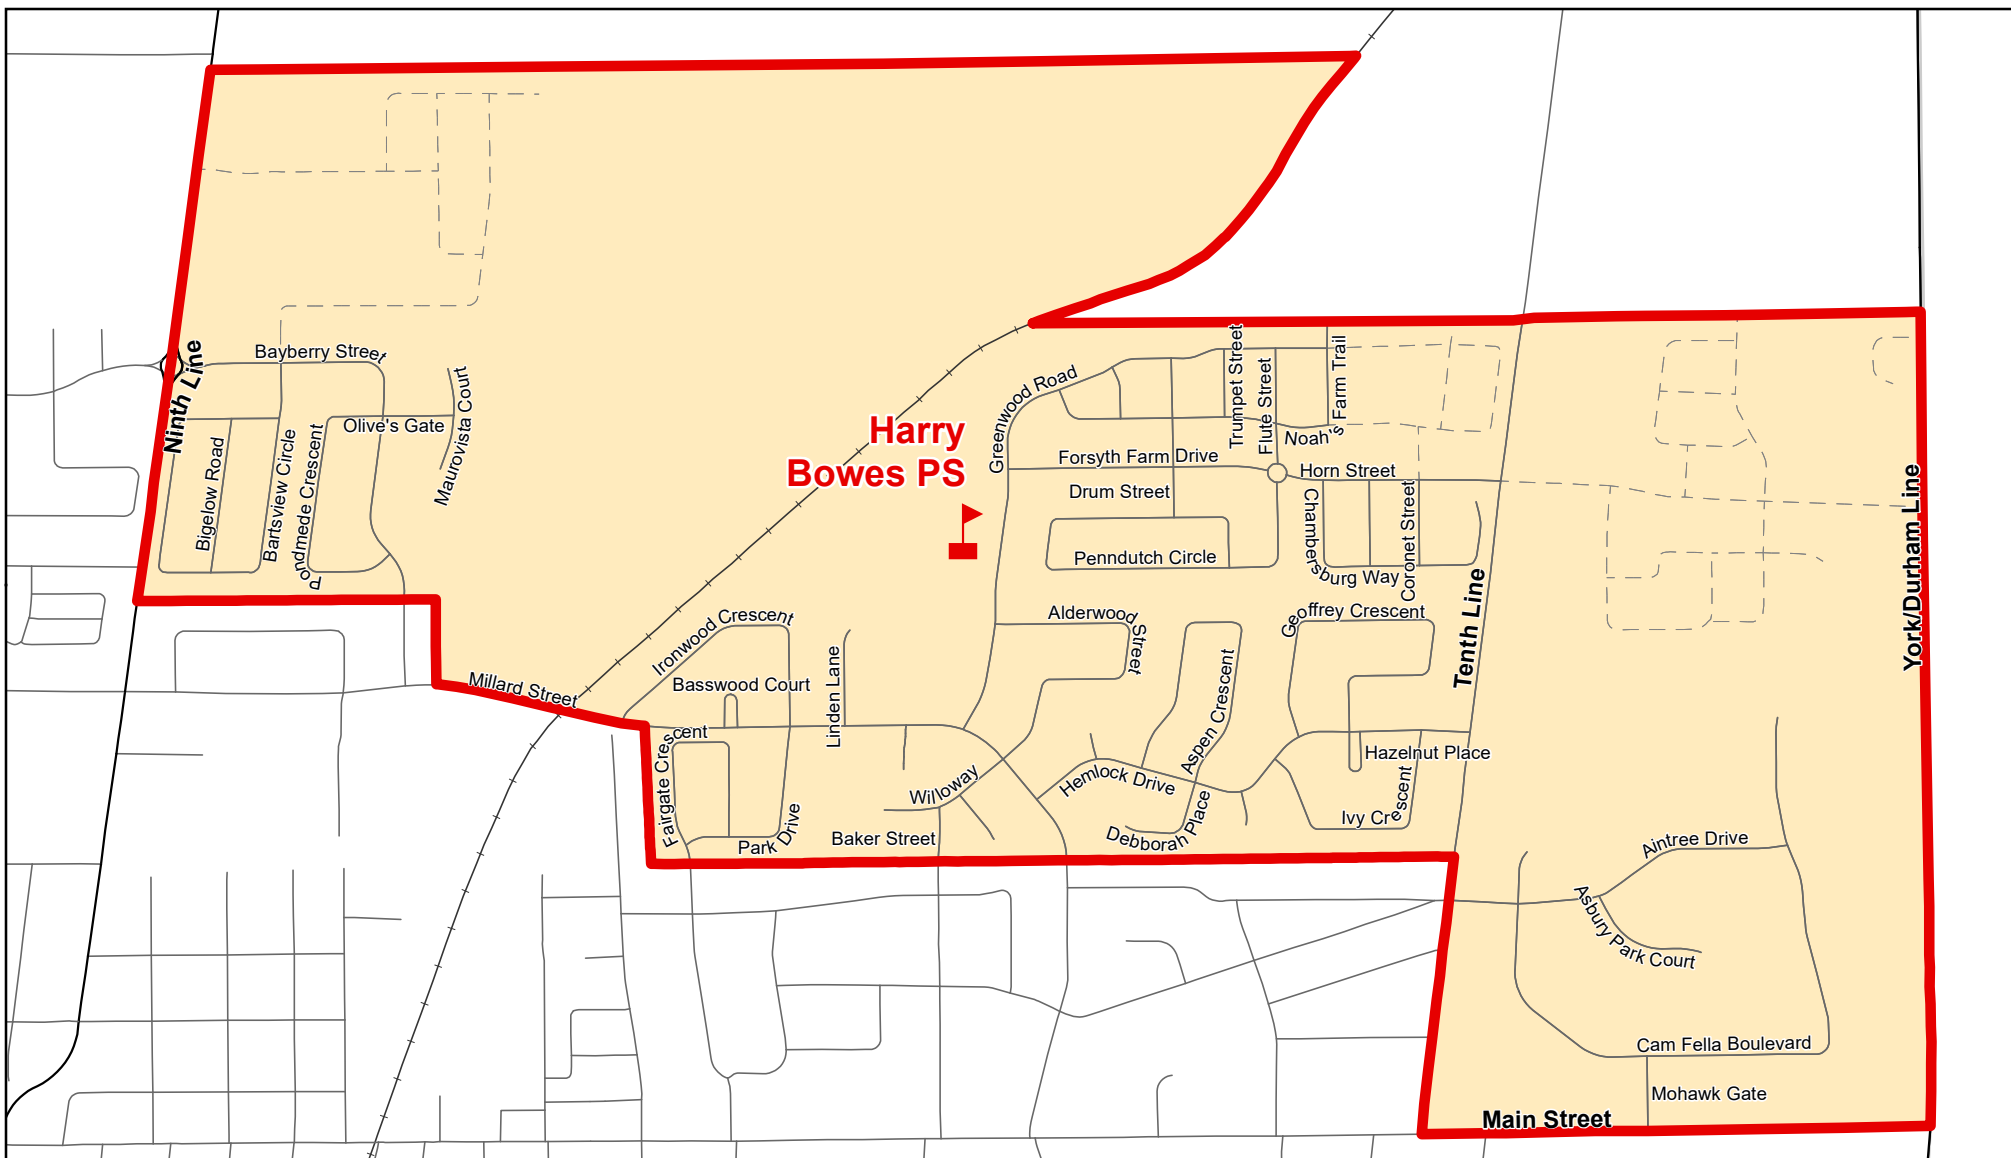 Ninth Line
Bayberry Street
Olive's Gate
Maurovista Court
Bigelow Road
Bartsview Circle
Pondmede Crescent
Harry
Bowes PS
Greenwood Road
Trumpet Street
Flute Street
Noah's Farm Trail
Forsyth Farm Drive
Horn Street
Drum Street
Penndutch Circle
Chambersburg Way
Coronet Street
Tenth Line
York/Durham Line
Alderwood Street
Geoffrey Crescent
Ironwood Crescent
Basswood Court
Linden Lane
Millard Street
Fairgate Crescent
Park Drive
Willoway
Baker Street
Hemlock Drive
Aspen Crescent
Debborah Place
Hazelnut Place
Ivy Crescent
Aintree Drive
Asbury Park Court
Cam Fella Boulevard
Mohawk Gate
Main Street